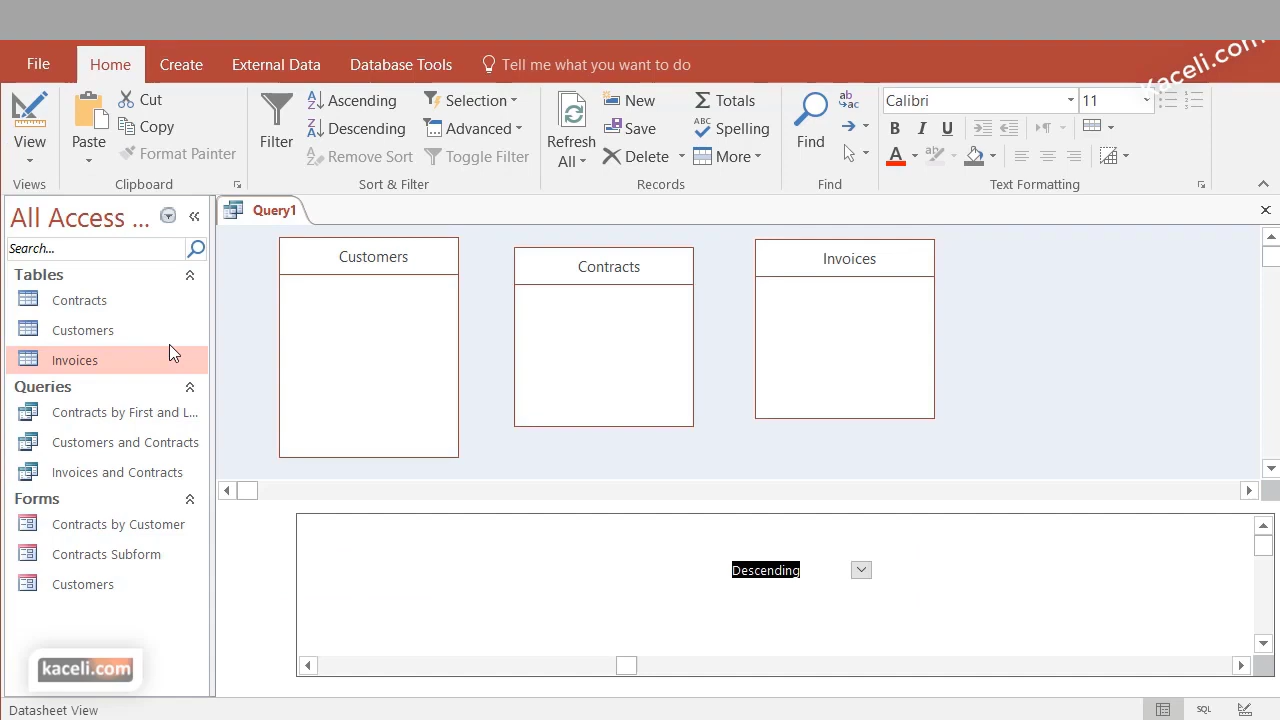 kaceli.com
File
Home
Create
External Data
Database Tools
Tell me what you want to do
View
Views
Paste
Cut
Copy
Format Painter
Clipboard
Filter
Ascending
Descending
Remove Sort
Selection
Advanced
Toggle Filter
Sort & Filter
Refresh
All
New
Save
Delete
Totals
Spelling
More
Records
Find
Find
Calibri
11
B I U
Text Formatting
All Access ...
Search...
Tables
Contracts
Customers
Invoices
Queries
Contracts by First and L...
Customers and Contracts
Invoices and Contracts
Forms
Contracts by Customer
Contracts Subform
Customers
kaceli.com
Query1
Customers
Contracts
Invoices
Descending
Datasheet View
SQL